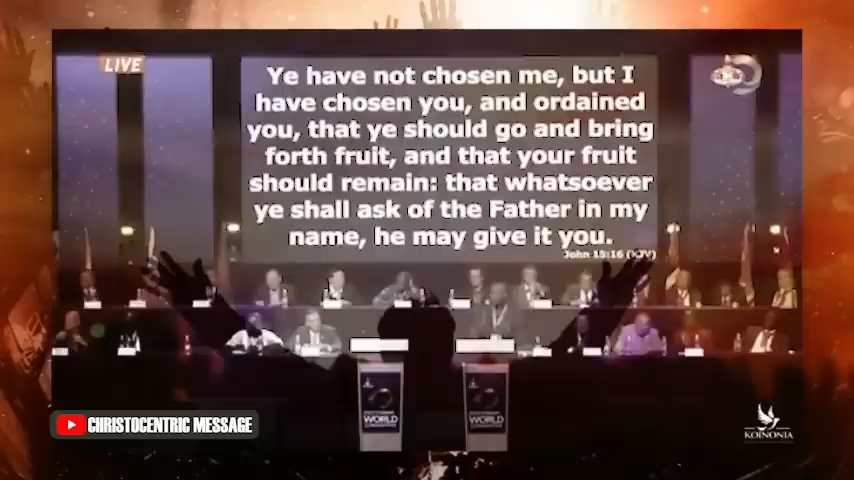 LIVE
Ye have not chosen me, but I
have chosen you, and ordained
you, that ye should go and bring
forth fruit, and that your fruit
should remain: that whatsoever
ye shall ask of the Father in my
name, he may give it you.
John 15:16 (KJV)
WORLD
WORLD
CHRISTOCENTRIC MESSAGE
KOINONIA